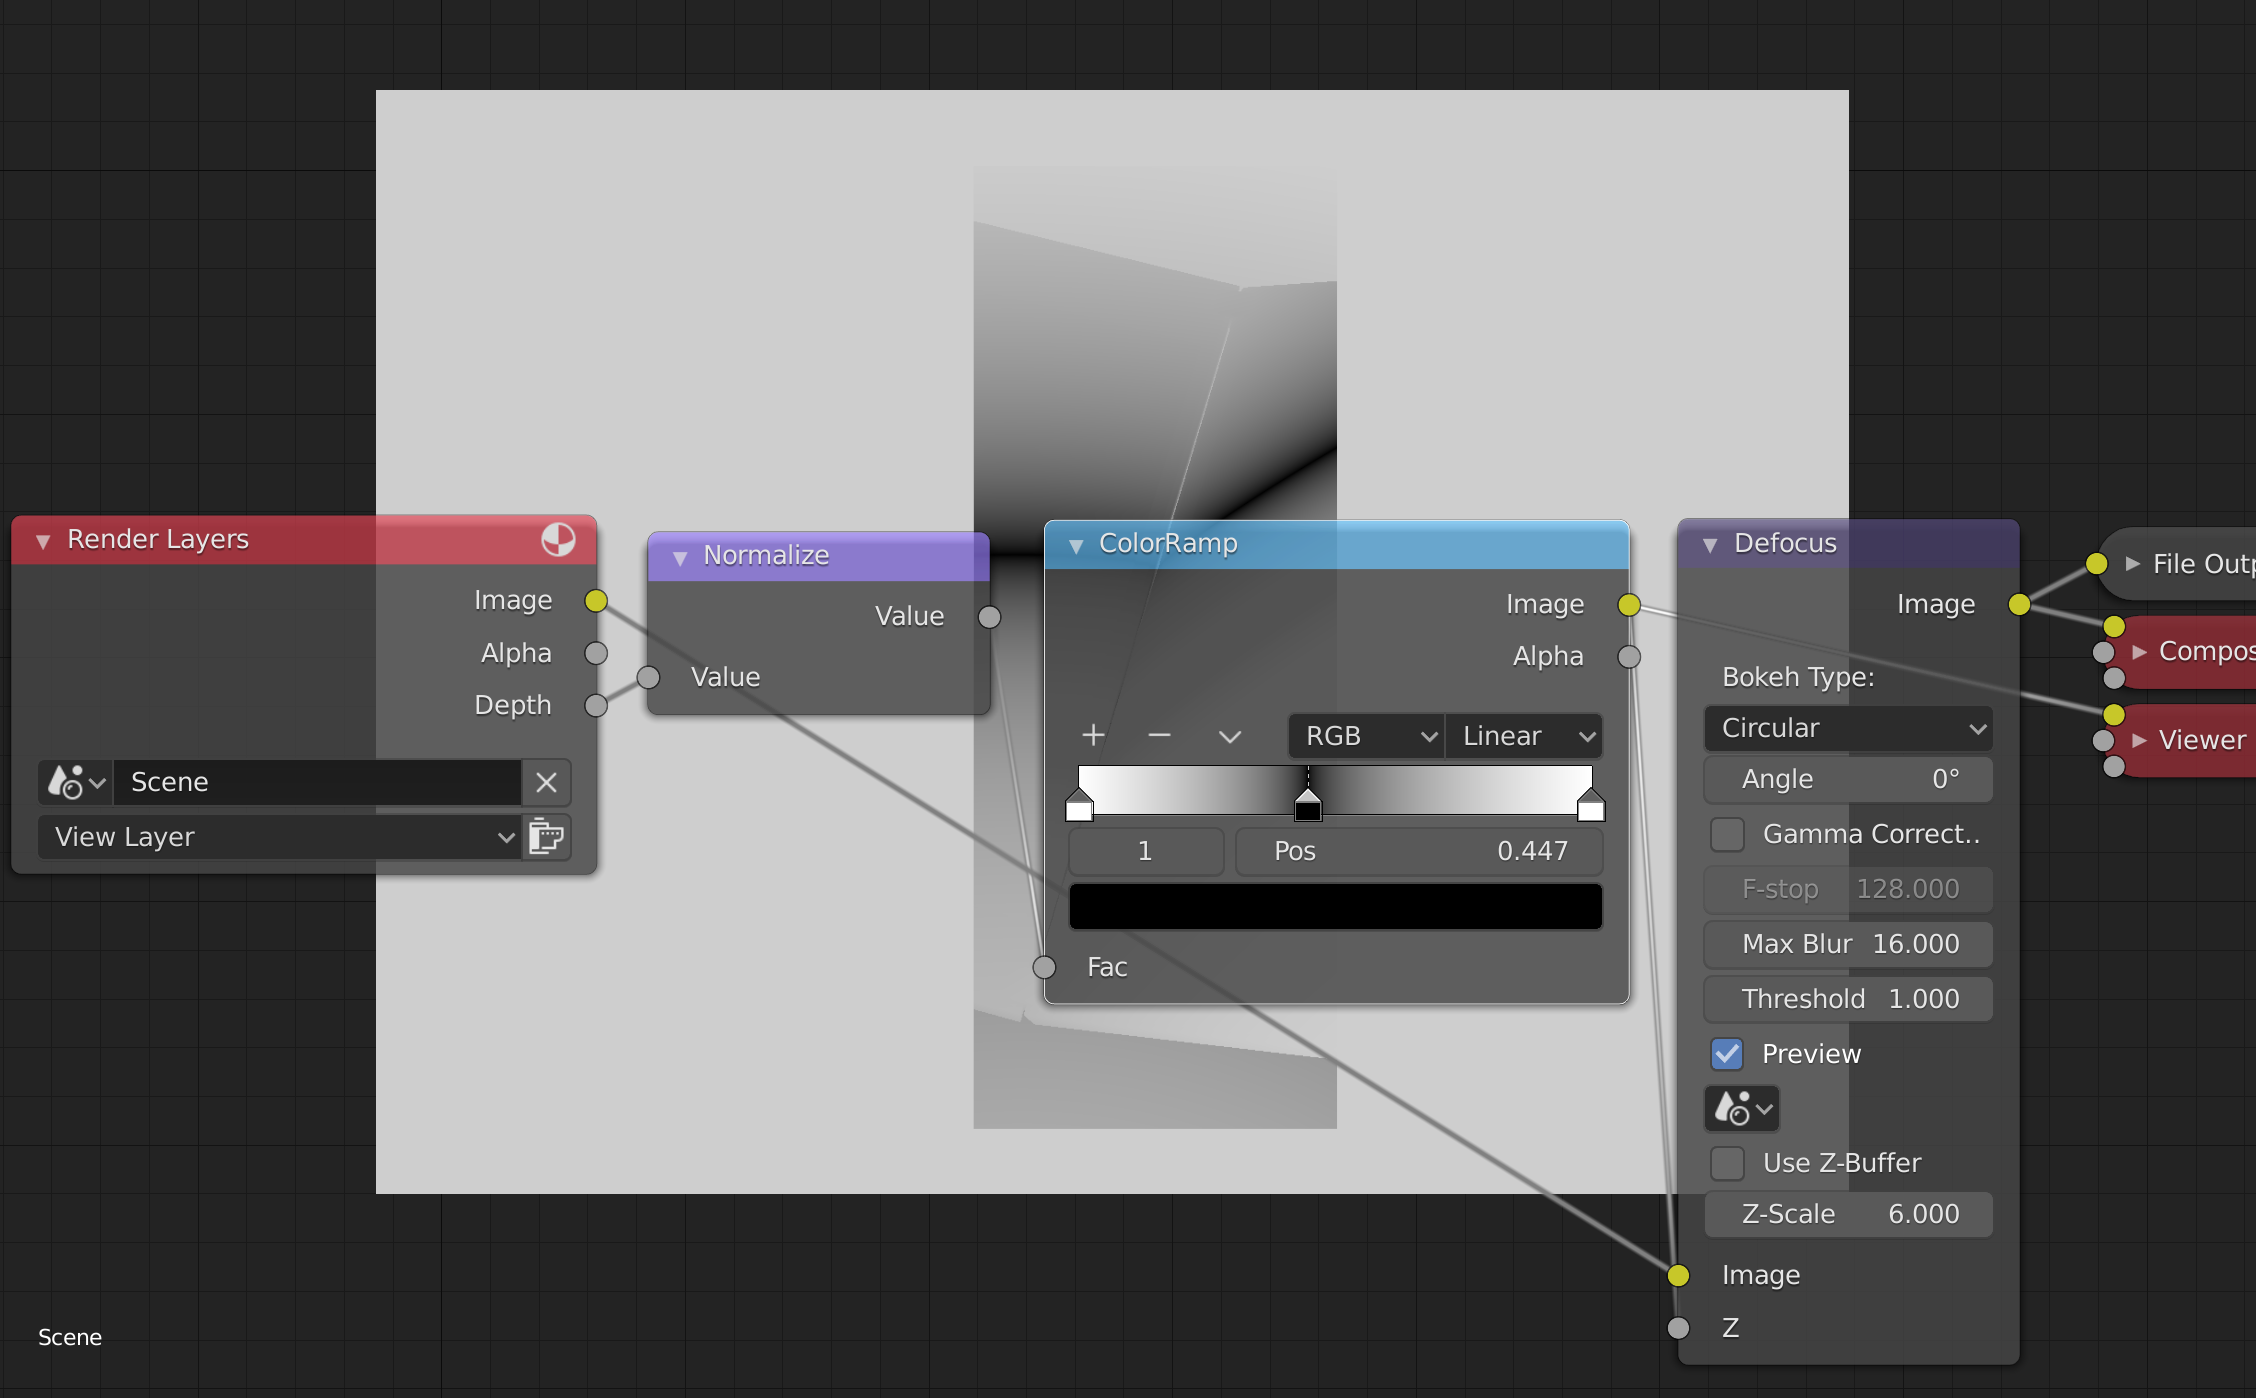 Render Layers
Image
Alpha
Depth
Scene
View Layer
Normalize
Value
Value
ColorRamp
Image
Alpha
RGB
Linear
1
Pos 0.447
Fac
Defocus
Image
Bokeh Type:
Circular
Angle 0°
Gamma Correct..
F-stop 128.000
Max Blur 16.000
Threshold 1.000
Preview
Use Z-Buffer
Z-Scale 6.000
Image
Z
File Outp
Compos
Viewer
Scene